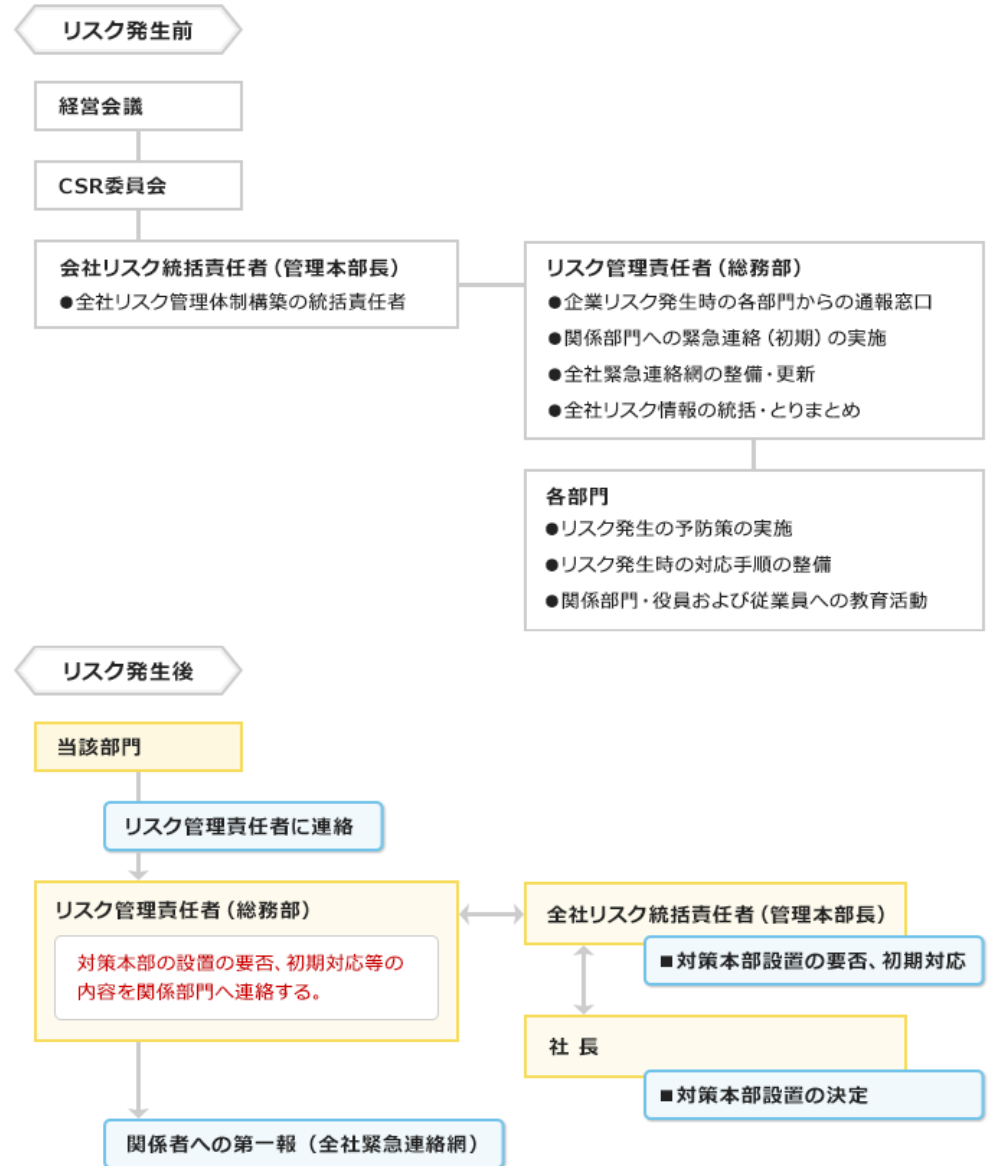 リスク発生前
経営会議
CSR委員会
会社リスク統括責任者（管理本部長）
●全社リスク管理体制構築の統括責任者
リスク管理責任者（総務部）
●企業リスク発生時の各部門からの通報窓口
●関係部門への緊急連絡（初期）の実施
●全社緊急連絡網の整備・更新
●全社リスク情報の統括・とりまとめ
各部門
●リスク発生の予防策の実施
●リスク発生時の対応手順の整備
●関係部門・役員および従業員への教育活動
リスク発生後
当該部門
リスク管理責任者に連絡
リスク管理責任者（総務部）
対策本部の設置の要否、初期対応等の
内容を関係部門へ連絡する。
全社リスク統括責任者（管理本部長）
■対策本部設置の要否、初期対応
社 長
■対策本部設置の決定
関係者への第一報（全社緊急連絡網）